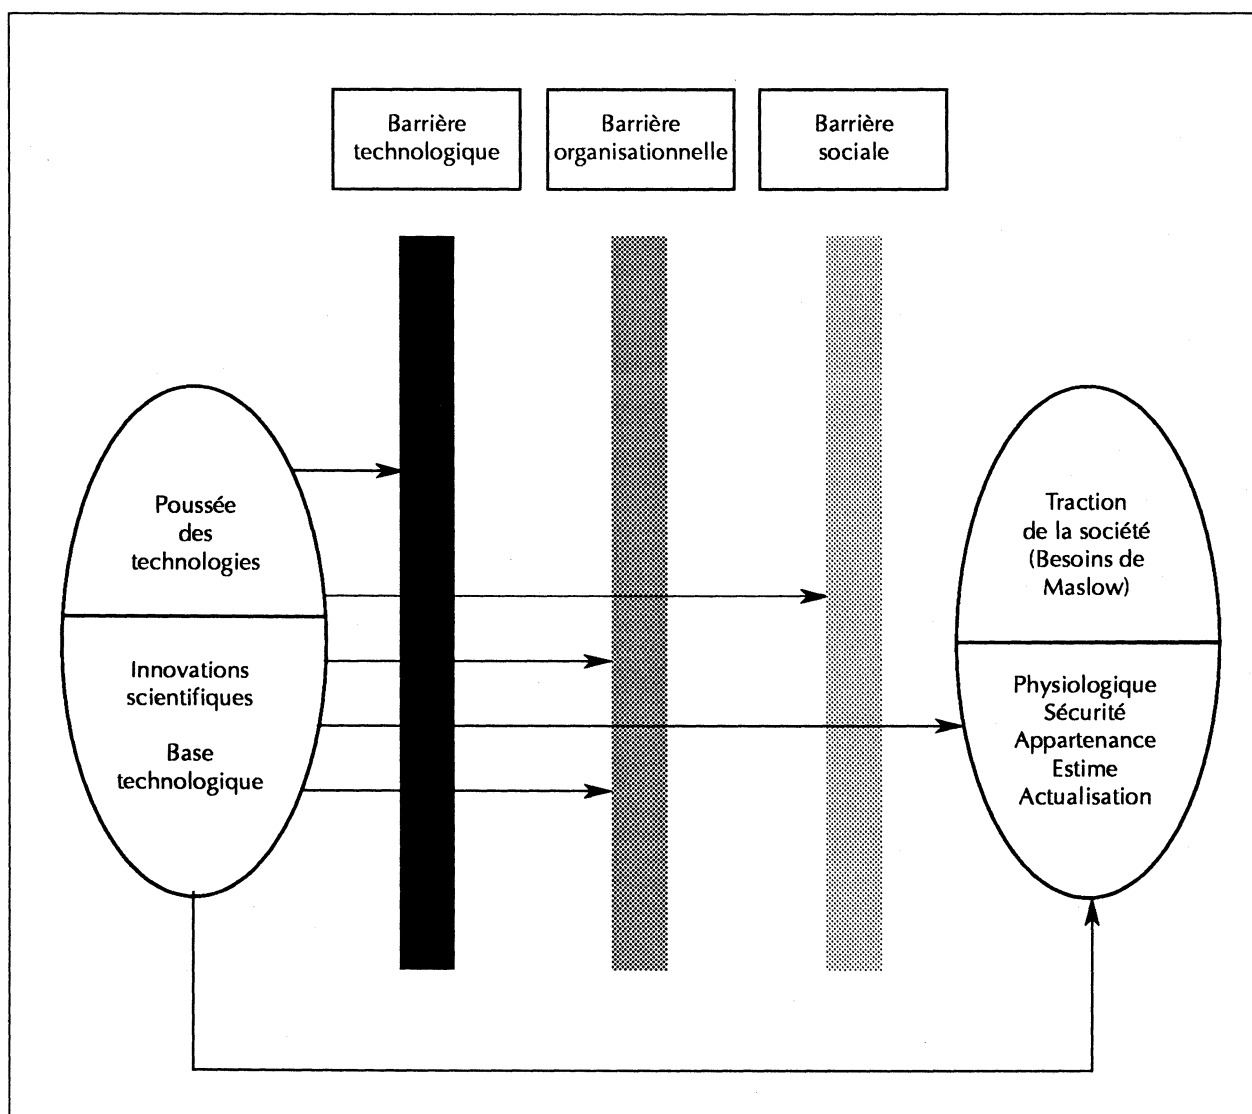 Barrière
technologique
Barrière
organisationnelle
Barrière
sociale
Poussée
des
technologies
Innovations
scientifiques
Base
technologique
Traction
de la société
(Besoins de
Maslow)
Physiologique
Sécurité
Appartenance
Estime
Actualisation